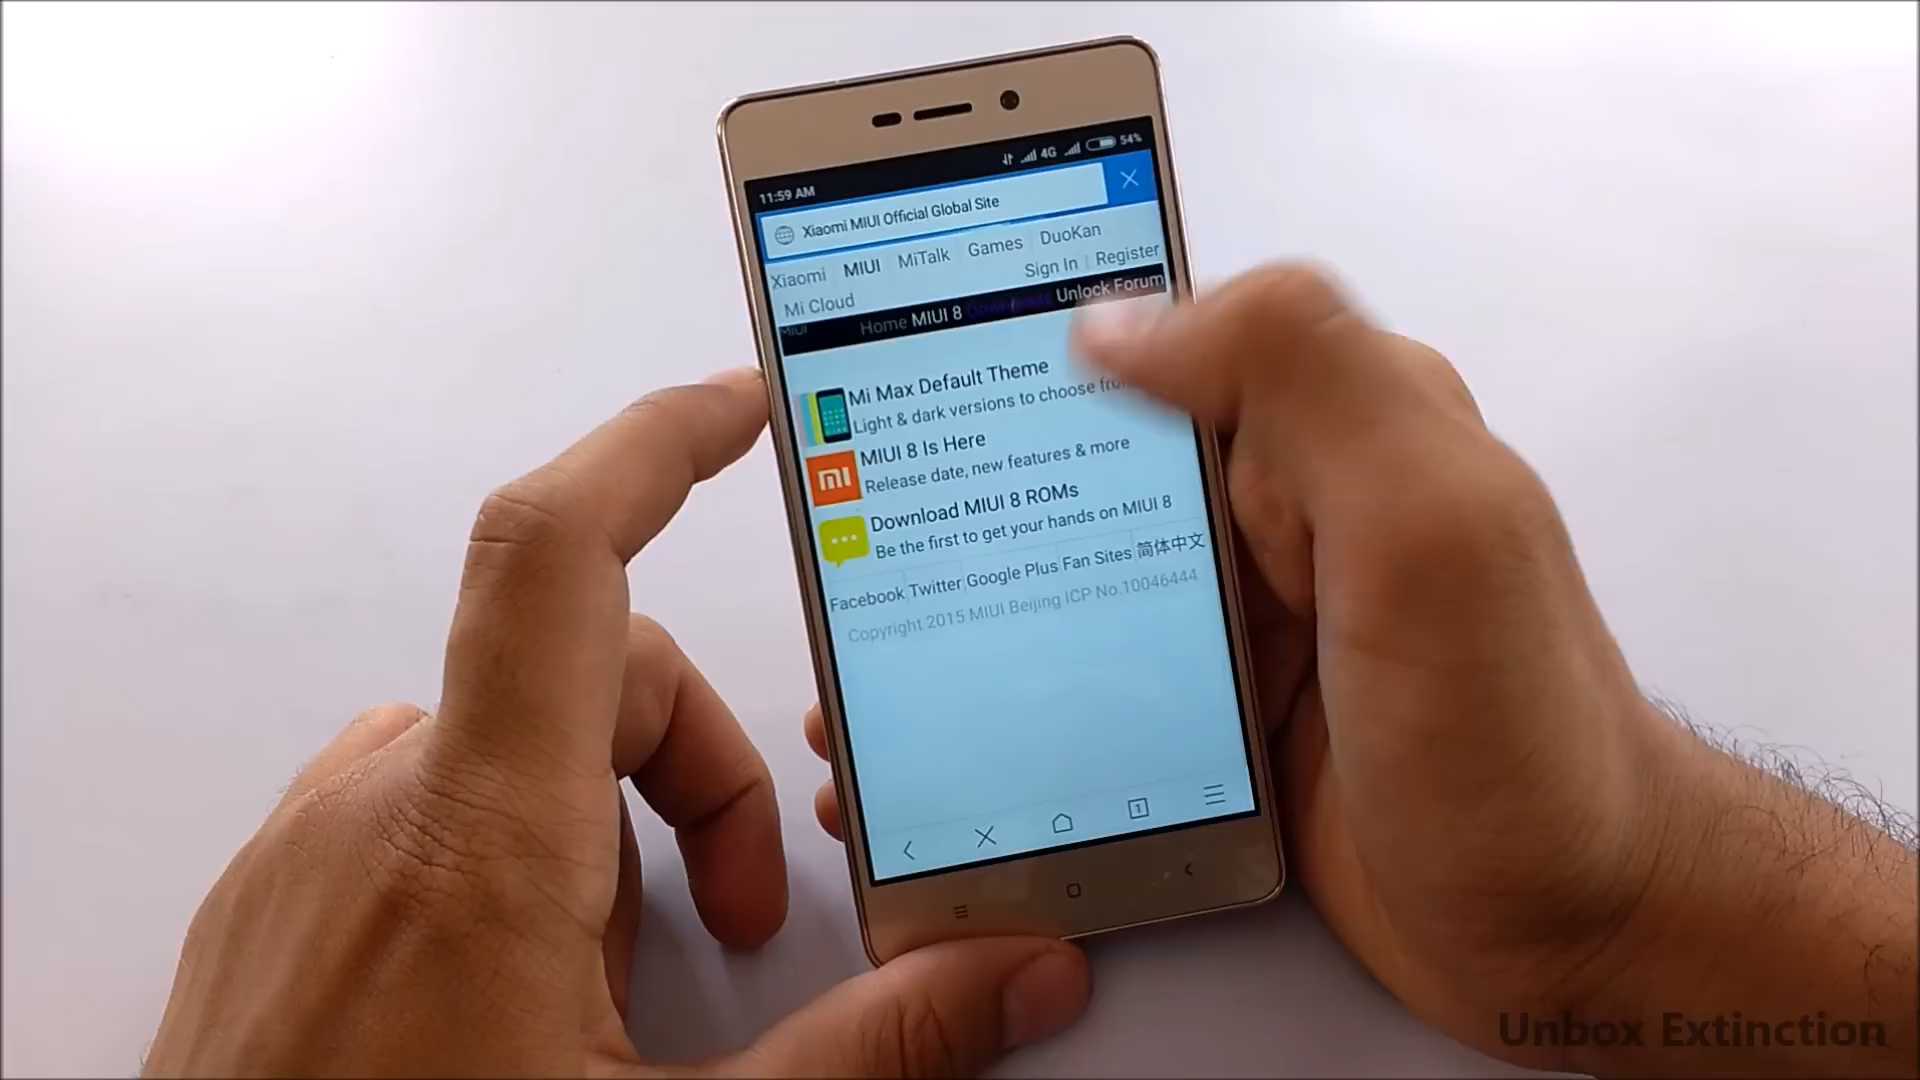 11:59 AM 4G 54%
Xiaomi MIUI Official Global Site
Xiaomi MIUI MiTalk Games DuoKan
Mi Cloud Sign In | Register
MIUI Home MIUI 8 Downloads Unlock Forum
Mi Max Default Theme
Light & dark versions to choose
MIUI 8 Is Here
Release date, new features & more
Download MIUI 8 ROMs
Be the first to get your hands on MIUI 8
Facebook Twitter Google Plus Fan Sites 简体中文
Copyright 2015 MIUI Beijing ICP No.10046444
1
Unbox Extinction